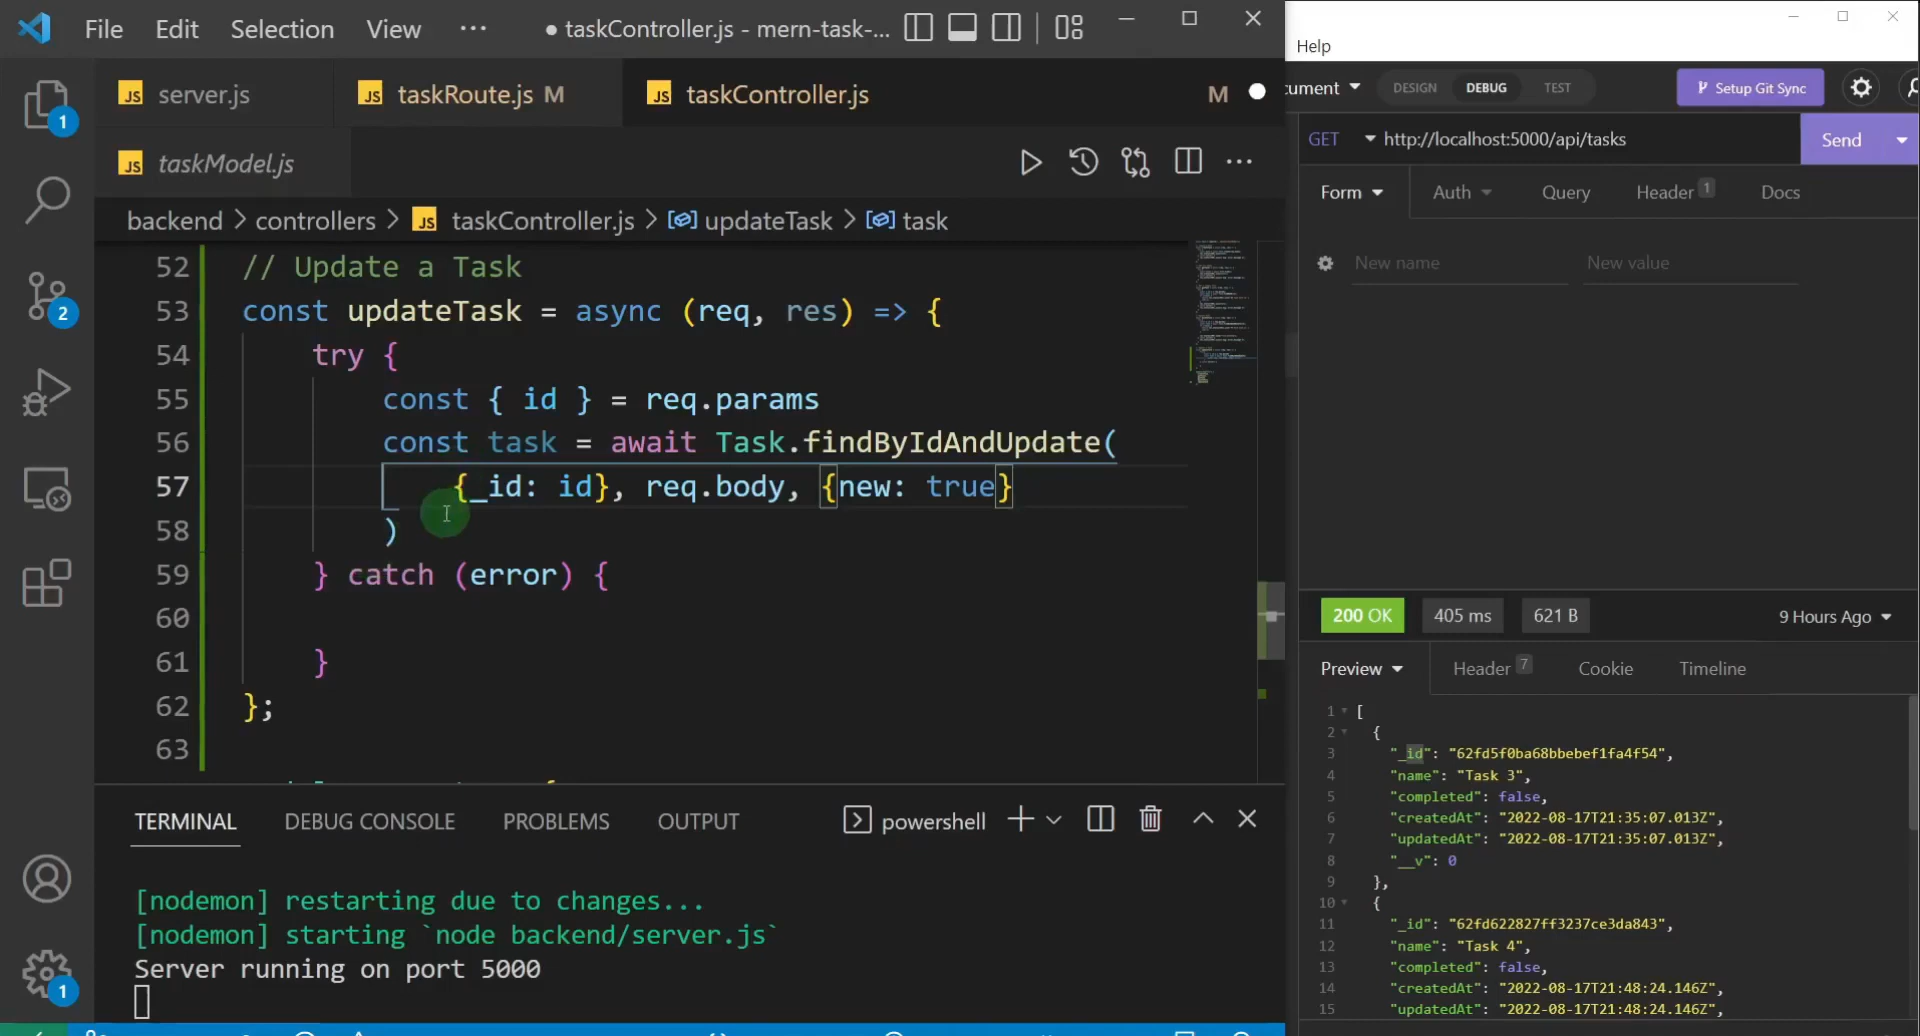 File Edit Selection View ··· ● taskController.js - mern-task-...
JS server.js JS taskRoute.js M JS taskController.js M
JS taskModel.js
backend > controllers > JS taskController.js > updateTask > task
52 // Update a Task
53 const updateTask = async (req, res) => {
54 try {
55 const { id } = req.params
56 const task = await Task.findByIdAndUpdate(
57 {_id: id}, req.body, {new: true}
58 )
59 } catch (error) {
60
61 }
62 };
63
1
2
1
TERMINAL DEBUG CONSOLE PROBLEMS OUTPUT powershell
[nodemon] restarting due to changes...
[nodemon] starting `node backend/server.js`
Server running on port 5000
Help
cument DESIGN DEBUG TEST Setup Git Sync
GET http://localhost:5000/api/tasks Send
Form Auth Query Header 1 Docs
New name New value
200 OK 405 ms 621 B 9 Hours Ago
Preview Header 7 Cookie Timeline
1 [
2 {
3 "_id": "62fd5f0ba68bbebef1fa4f54",
4 "name": "Task 3",
5 "completed": false,
6 "createdAt": "2022-08-17T21:35:07.013Z",
7 "updatedAt": "2022-08-17T21:35:07.013Z",
8 "__v": 0
9 },
10 {
11 "_id": "62fd622827ff3237ce3da843",
12 "name": "Task 4",
13 "completed": false,
14 "createdAt": "2022-08-17T21:48:24.146Z",
15 "updatedAt": "2022-08-17T21:48:24.146Z",